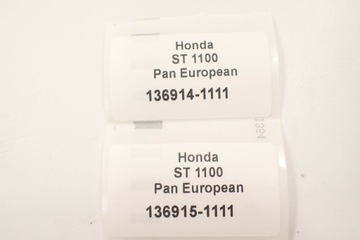 Honda
ST 1100
Pan European
136914-1111
Honda
ST 1100
Pan European
136915-1111